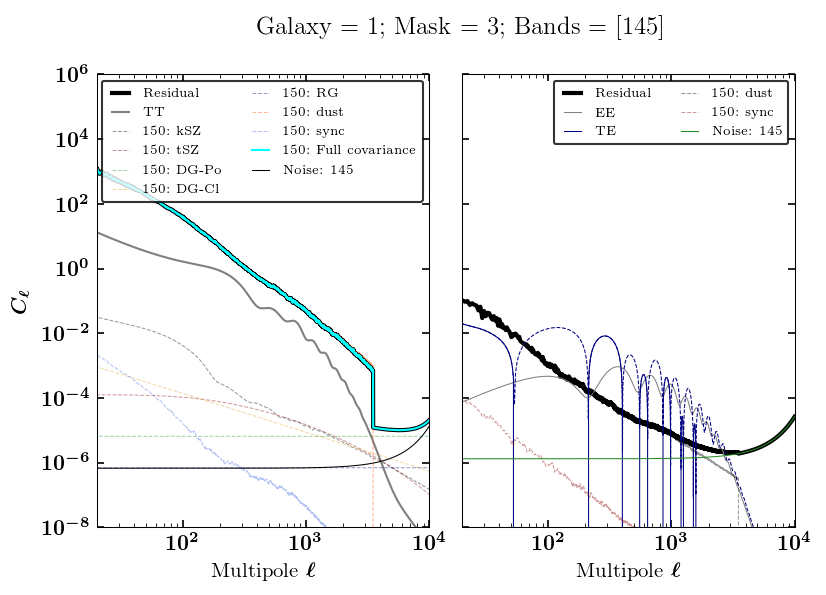 Galaxy = 1; Mask = 3; Bands = [145]
10^6
10^4
10^2
10^0
10^−2
10^−4
10^−6
10^−8
C_ℓ
Residual
TT
150: kSZ
150: tSZ
150: DG-Po
150: DG-Cl
150: RG
150: dust
150: sync
150: Full covariance
Noise: 145
10^2
10^3
10^4
Multipole ℓ
Residual
EE
TE
150: dust
150: sync
Noise: 145
10^2
10^3
10^4
Multipole ℓ